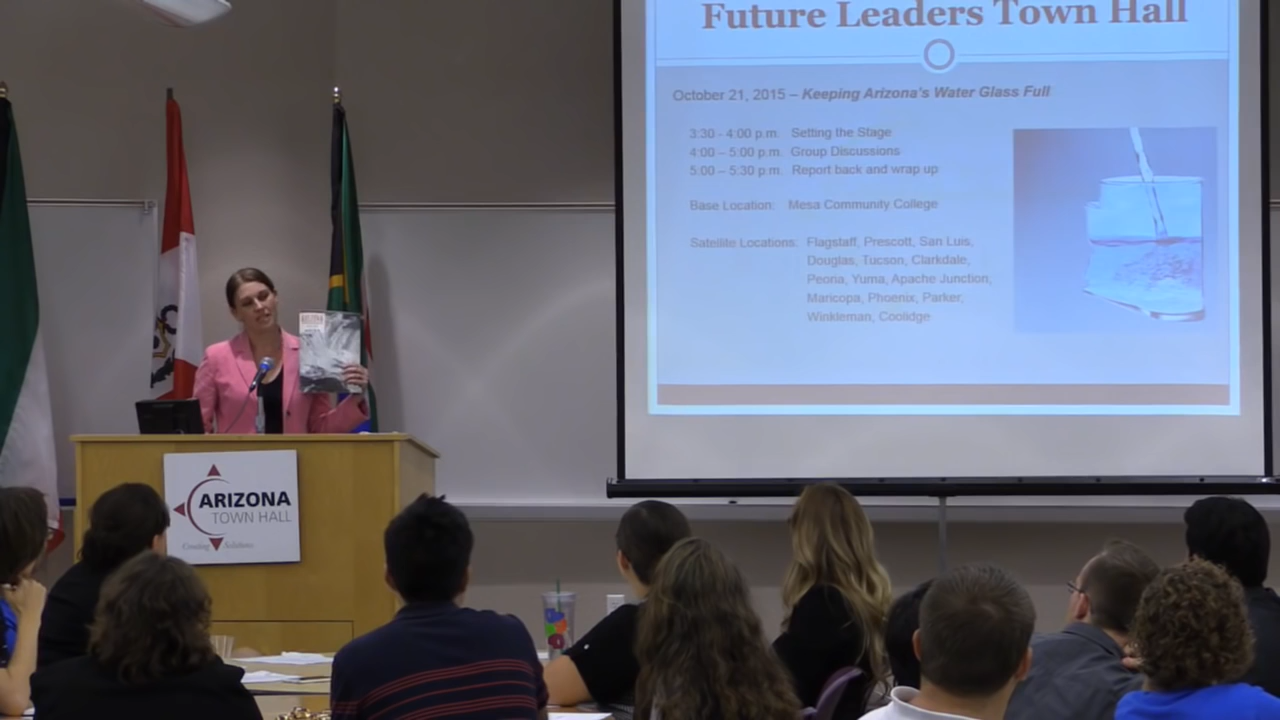 Future Leaders Town Hall
October 21, 2015 – Keeping Arizona's Water Glass Full
3:30 - 4:00 p.m. Setting the Stage
4:00 – 5:00 p.m. Group Discussions
5:00 – 5:30 p.m. Report back and wrap up
Base Location: Mesa Community College
Satellite Locations: Flagstaff, Prescott, San Luis,
Douglas, Tucson, Clarkdale,
Peoria, Yuma, Apache Junction,
Maricopa, Phoenix, Parker,
Winkleman, Coolidge
ARIZONA
TOWN HALL
Creating Solutions